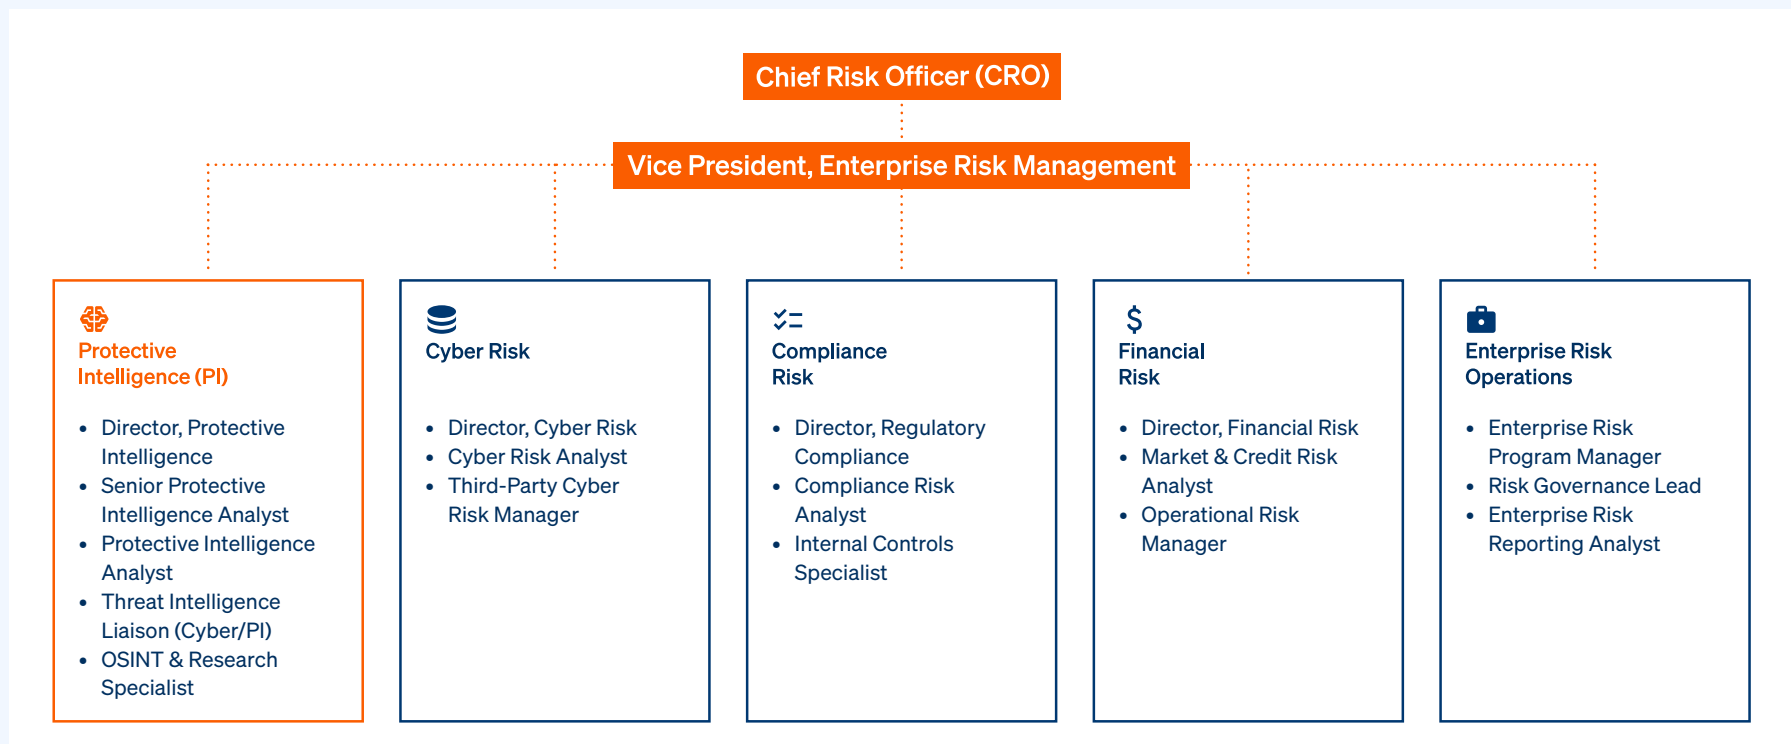 Chief Risk Officer (CRO)
Vice President, Enterprise Risk Management
Protective
Intelligence (PI)
• Director, Protective
Intelligence
• Senior Protective
Intelligence Analyst
• Protective Intelligence
Analyst
• Threat Intelligence
Liaison (Cyber/PI)
• OSINT & Research
Specialist
Cyber Risk
• Director, Cyber Risk
• Cyber Risk Analyst
• Third-Party Cyber
Risk Manager
Compliance
Risk
• Director, Regulatory
Compliance
• Compliance Risk
Analyst
• Internal Controls
Specialist
$
Financial
Risk
• Director, Financial Risk
• Market & Credit Risk
Analyst
• Operational Risk
Manager
Enterprise Risk
Operations
• Enterprise Risk
Program Manager
• Risk Governance Lead
• Enterprise Risk
Reporting Analyst